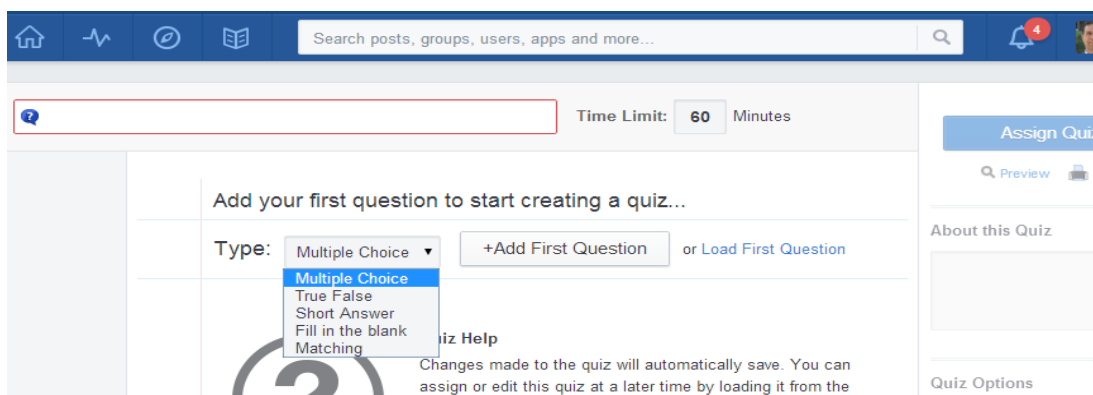 Search posts, groups, users, apps and more...
4
Time Limit: 60 Minutes
Assign Qui
Preview
Add your first question to start creating a quiz...
About this Quiz
Type: Multiple Choice +Add First Question or Load First Question
Multiple Choice
True False
Short Answer
Fill in the blank
Matching
iz Help
Changes made to the quiz will automatically save. You can
assign or edit this quiz at a later time by loading it from the
Quiz Options